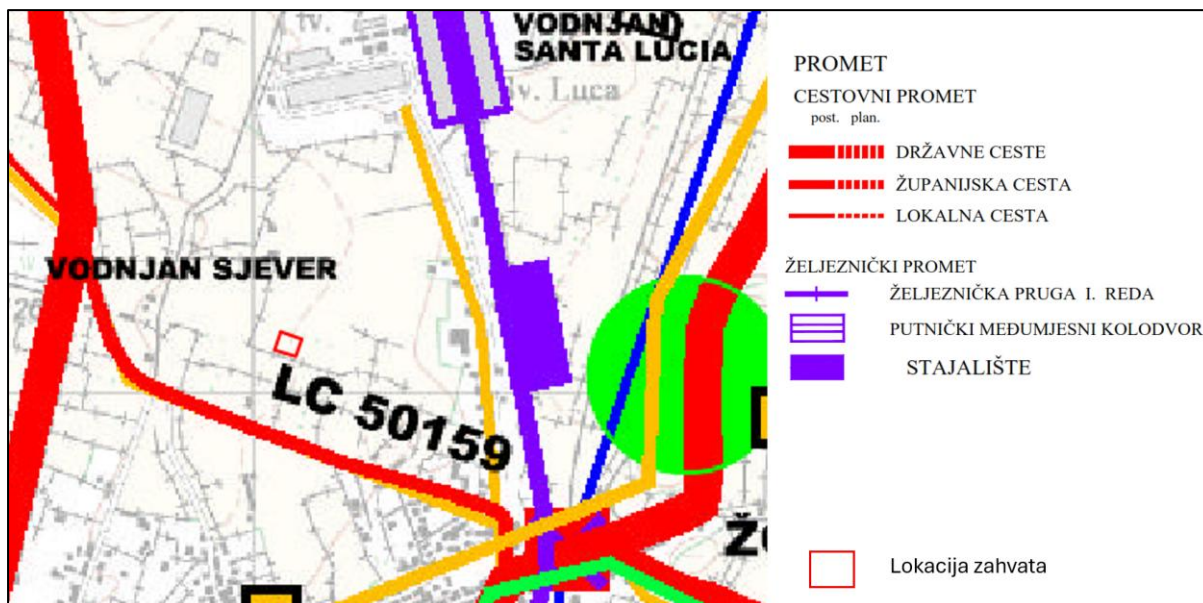 VODNJAN
SANTA LUCIA
Sv. Luca
VODNJAN SJEVER
LC 50159
PROMET
CESTOVNI PROMET
post. plan.
DRŽAVNE CESTE
ŽUPANIJSKA CESTA
LOKALNA CESTA
ŽELJEZNIČKI PROMET
ŽELJEZNIČKA PRUGA I. REDA
PUTNIČKI MEĐUMJESNI KOLODVOR
STAJALIŠTE
Lokacija zahvata